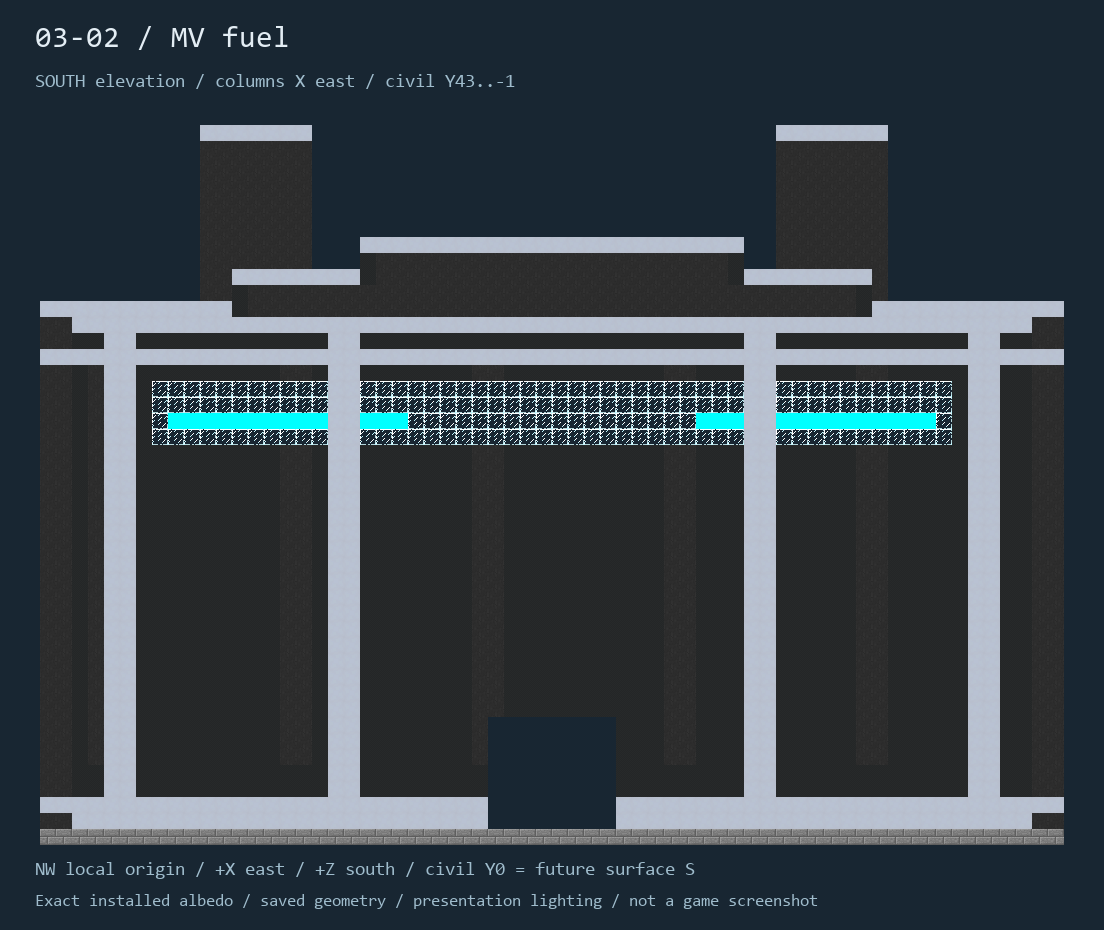 03-02 / MV fuel
SOUTH elevation / columns X east / civil Y43..-1
NW local origin / +X east / +Z south / civil Y0 = future surface S
Exact installed albedo / saved geometry / presentation lighting / not a game screenshot